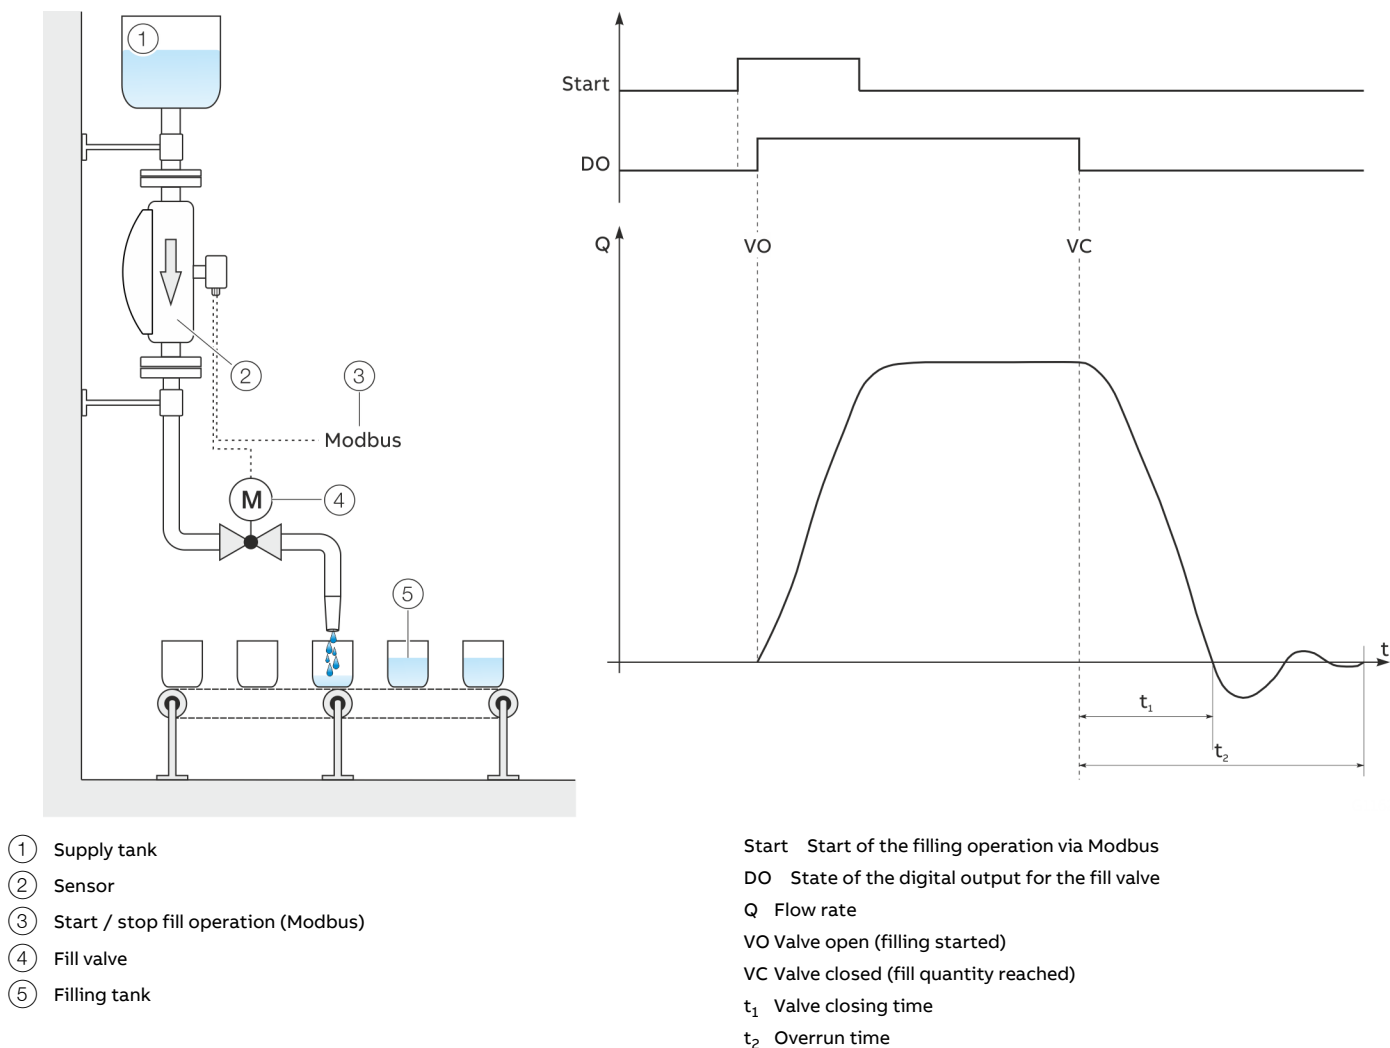 1
2
3
Modbus
M
4
5
Start
DO
Q
VO
VC
t
t₁
t₂
1 Supply tank
2 Sensor
3 Start / stop fill operation (Modbus)
4 Fill valve
5 Filling tank
Start Start of the filling operation via Modbus
DO State of the digital output for the fill valve
Q Flow rate
VO Valve open (filling started)
VC Valve closed (fill quantity reached)
t₁ Valve closing time
t₂ Overrun time